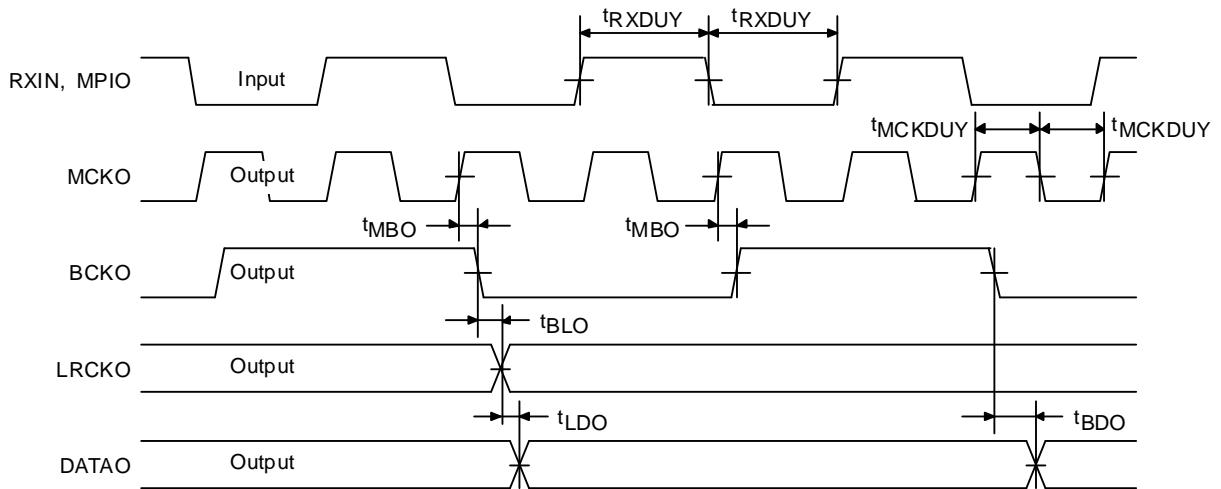 tRXDUY tRXDUY
RXIN, MPIO Input
tMCKDUY tMCKDUY
MCKO Output
tMBO tMBO
BCKO Output
tBLO
LRCKO Output
tLDO tBDO
DATAO Output